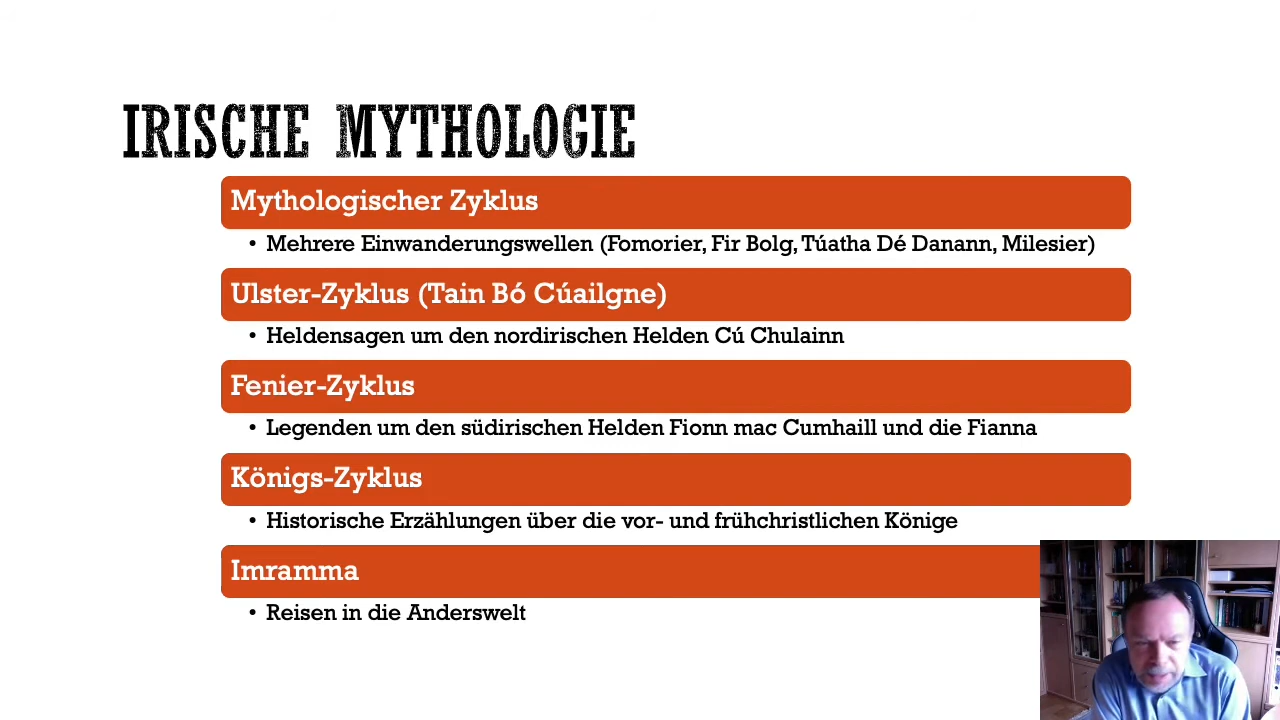 IRISCHE MYTHOLOGIE
Mythologischer Zyklus
• Mehrere Einwanderungswellen (Fomorier, Fir Bolg, Túatha Dé Danann, Milesier)
Ulster-Zyklus (Tain Bó Cúailgne)
• Heldensagen um den nordirischen Helden Cú Chulainn
Fenier-Zyklus
• Legenden um den südirischen Helden Fionn mac Cumhaill und die Fianna
Königs-Zyklus
• Historische Erzählungen über die vor- und frühchristlichen Könige
Imramma
• Reisen in die Anderswelt